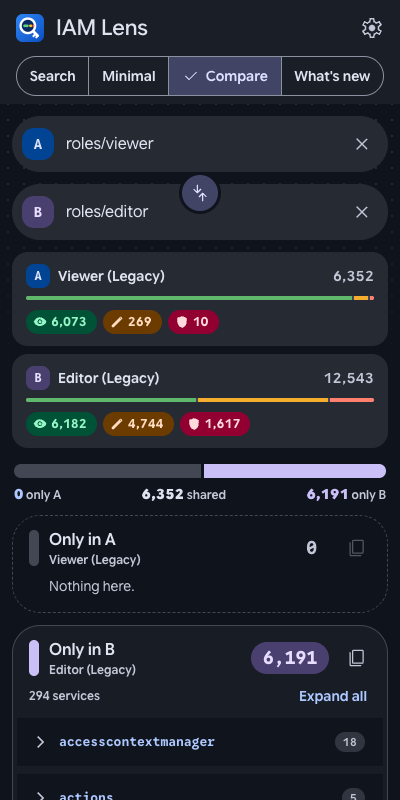 IAM Lens
Search Minimal Compare What's new
A roles/viewer
B roles/editor
A Viewer (Legacy) 6,352
6,073 269 10
B Editor (Legacy) 12,543
6,182 4,744 1,617
0 only A 6,352 shared 6,191 only B
Only in A 0
Viewer (Legacy)
Nothing here.
Only in B 6,191
Editor (Legacy)
294 services Expand all
accesscontextmanager 18
actions 5